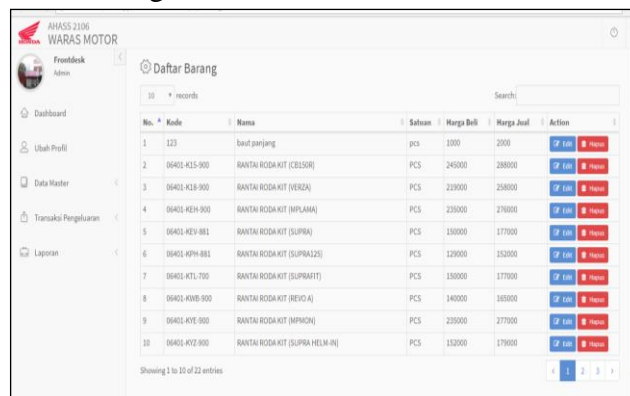 AHASS 2106
WARAS MOTOR
HONDA
Frontdesk
Admin
Dashboard
Ubah Profil
Data Master
Transaksi Pengeluaran
Laporan
Daftar Barang
10 records Search:
No. Kode Nama Satuan Harga Beli Harga Jual Action
1 123 baut panjang pcs 1000 2000 Edit Hapus
2 06401-K15-900 RANTAI RODA KIT (CB150R) PCS 245000 288000 Edit Hapus
3 06401-K18-900 RANTAI RODA KIT (VERZA) PCS 219000 258000 Edit Hapus
4 06401-KEH-900 RANTAI RODA KIT (MPLAMA) PCS 235000 276000 Edit Hapus
5 06401-KEV-881 RANTAI RODA KIT (SUPRA) PCS 150000 177000 Edit Hapus
6 06401-KPH-881 RANTAI RODA KIT (SUPRA125) PCS 129000 152000 Edit Hapus
7 06401-KTL-700 RANTAI RODA KIT (SUPRAFIT) PCS 150000 177000 Edit Hapus
8 06401-KWB-900 RANTAI RODA KIT (REVO A) PCS 140000 165000 Edit Hapus
9 06401-KYE-900 RANTAI RODA KIT (MPMON) PCS 235000 277000 Edit Hapus
10 06401-KYZ-900 RANTAI RODA KIT (SUPRA HELM-IN) PCS 152000 179000 Edit Hapus
Showing 1 to 10 of 22 entries 1 2 3